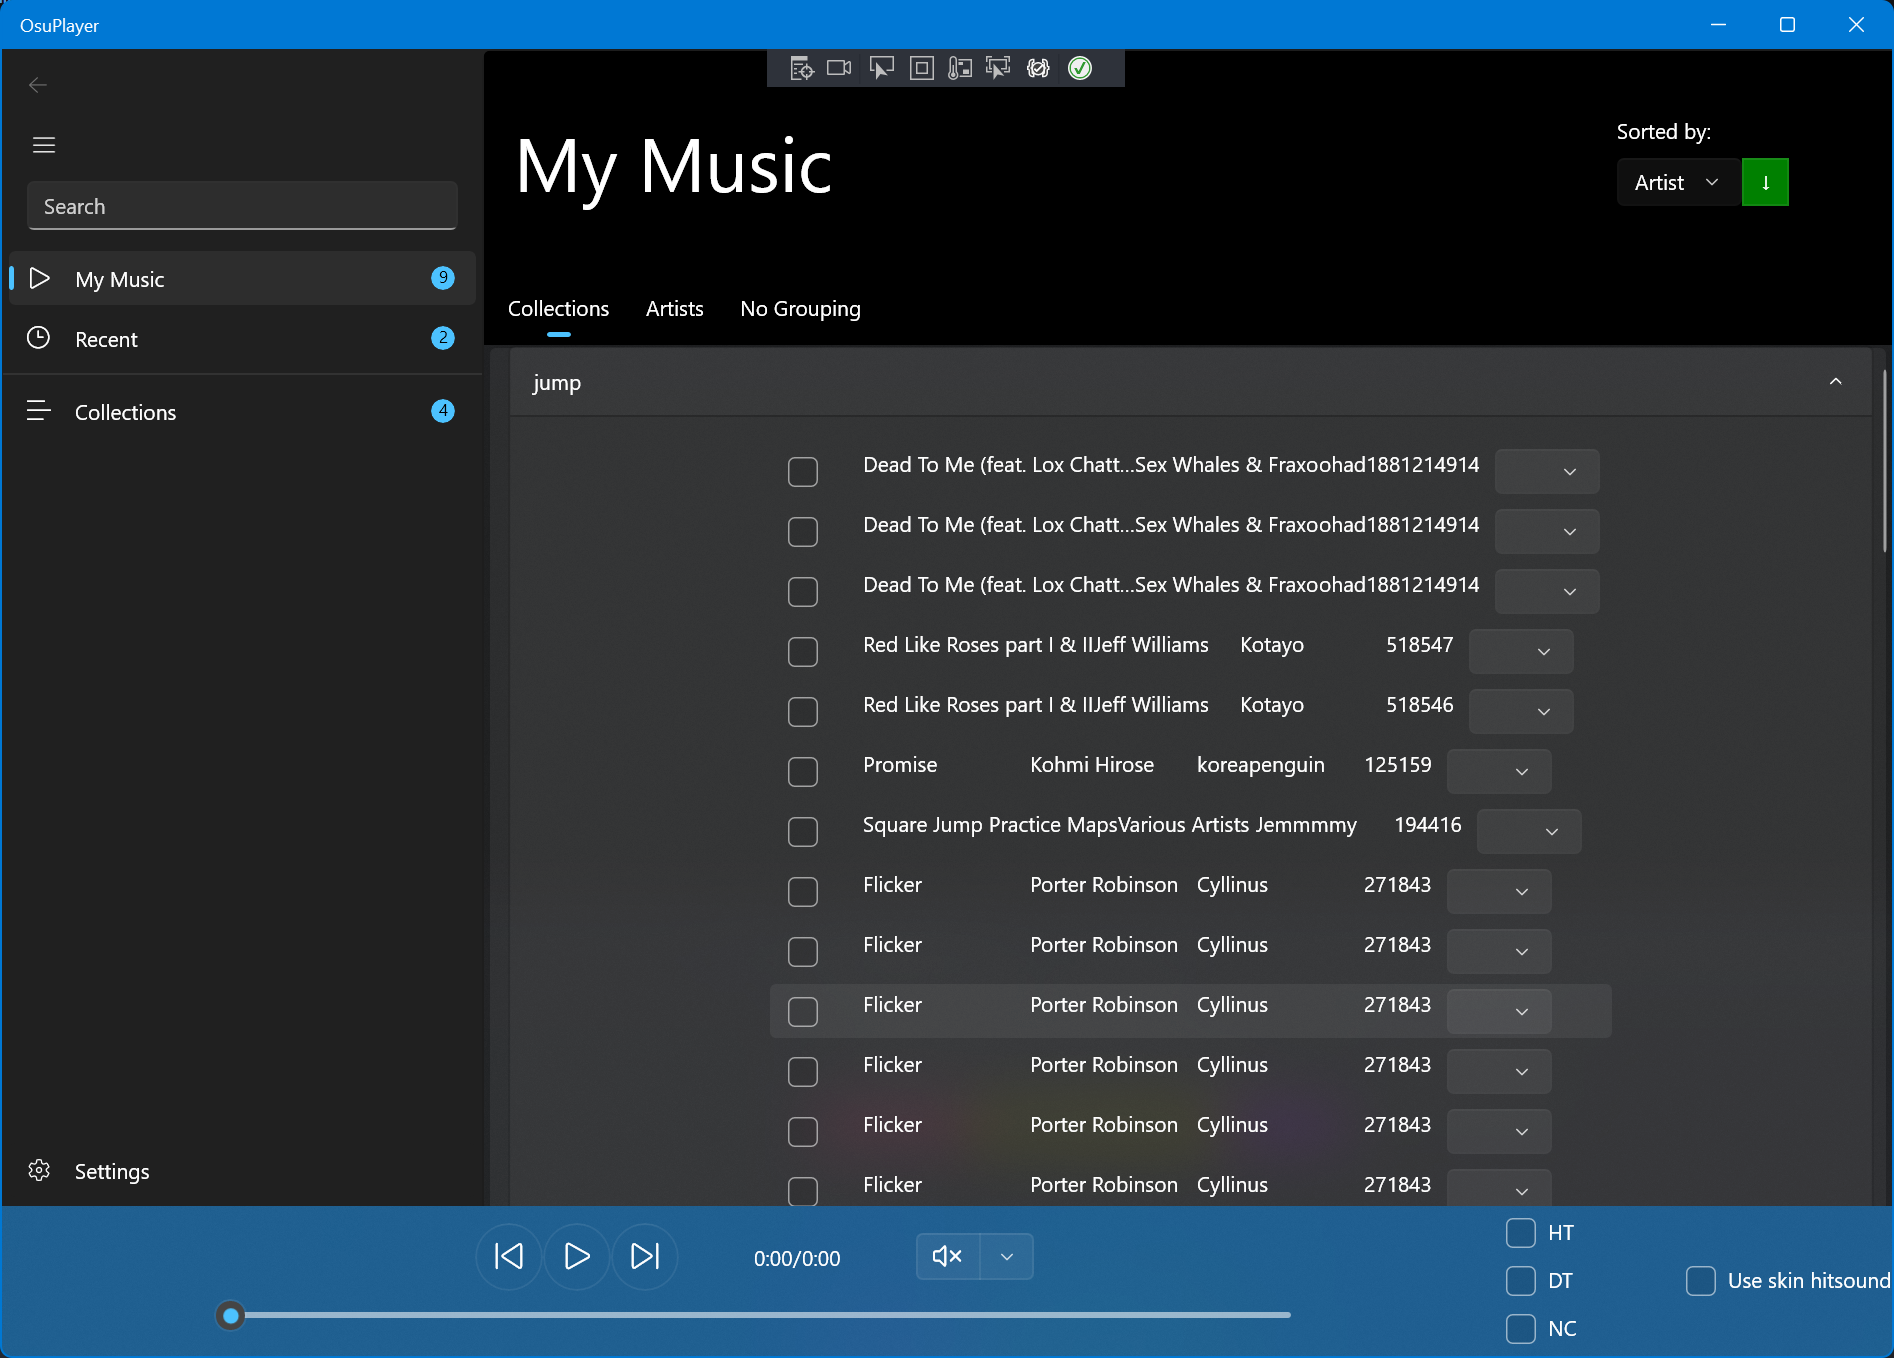 OsuPlayer
Search
My Music 9
Recent 2
Collections 4
Settings
My Music
Sorted by:
Artist ↓
Collections Artists No Grouping
jump
Dead To Me (feat. Lox Chatt...Sex Whales & Fraxoohad1881214914
Dead To Me (feat. Lox Chatt...Sex Whales & Fraxoohad1881214914
Dead To Me (feat. Lox Chatt...Sex Whales & Fraxoohad1881214914
Red Like Roses part I & IIJeff Williams Kotayo 518547
Red Like Roses part I & IIJeff Williams Kotayo 518546
Promise Kohmi Hirose koreapenguin 125159
Square Jump Practice MapsVarious Artists Jemmmmy 194416
Flicker Porter Robinson Cyllinus 271843
Flicker Porter Robinson Cyllinus 271843
Flicker Porter Robinson Cyllinus 271843
Flicker Porter Robinson Cyllinus 271843
Flicker Porter Robinson Cyllinus 271843
Flicker Porter Robinson Cyllinus 271843
0:00/0:00
HT
DT
NC
Use skin hitsound